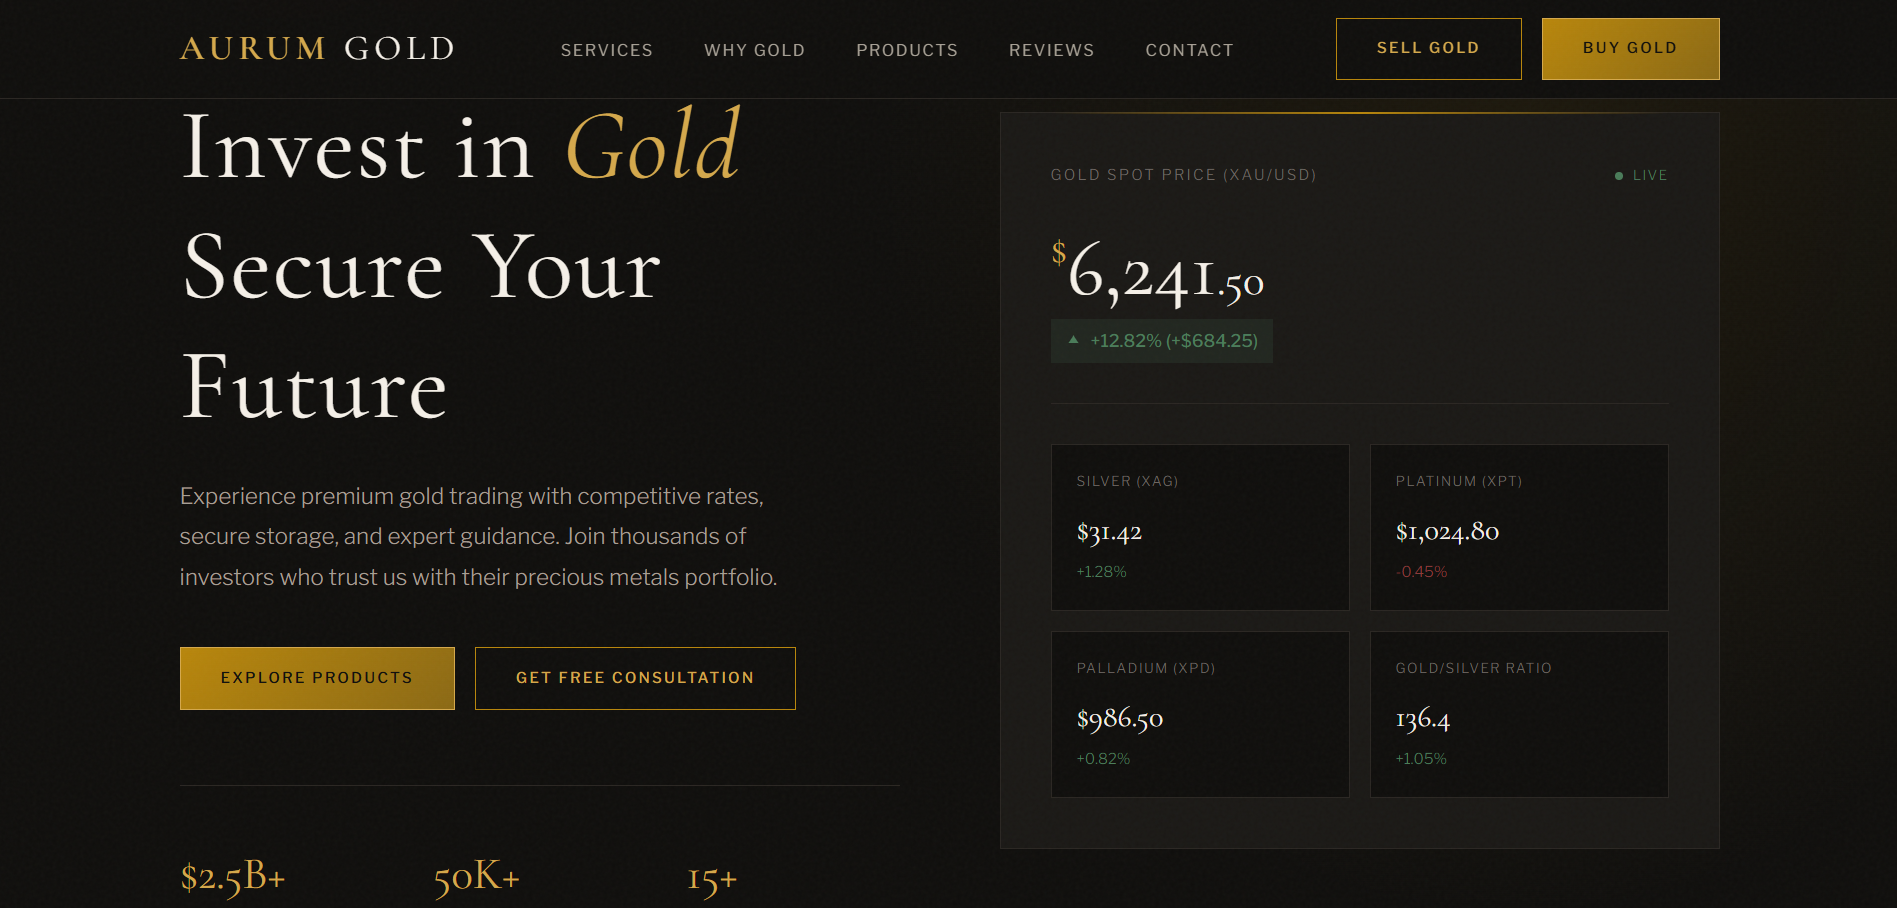 AURUM GOLD
SERVICES
WHY GOLD
PRODUCTS
REVIEWS
CONTACT
SELL GOLD
BUY GOLD
Invest in Gold
Secure Your
Future
Experience premium gold trading with competitive rates,
secure storage, and expert guidance. Join thousands of
investors who trust us with their precious metals portfolio.
EXPLORE PRODUCTS
GET FREE CONSULTATION
$2.5B+
50K+
15+
GOLD SPOT PRICE (XAU/USD)
LIVE
$6,241.50
▲ +12.82% (+$684.25)
SILVER (XAG)
$31.42
+1.28%
PLATINUM (XPT)
$1,024.80
-0.45%
PALLADIUM (XPD)
$986.50
+0.82%
GOLD/SILVER RATIO
136.4
+1.05%